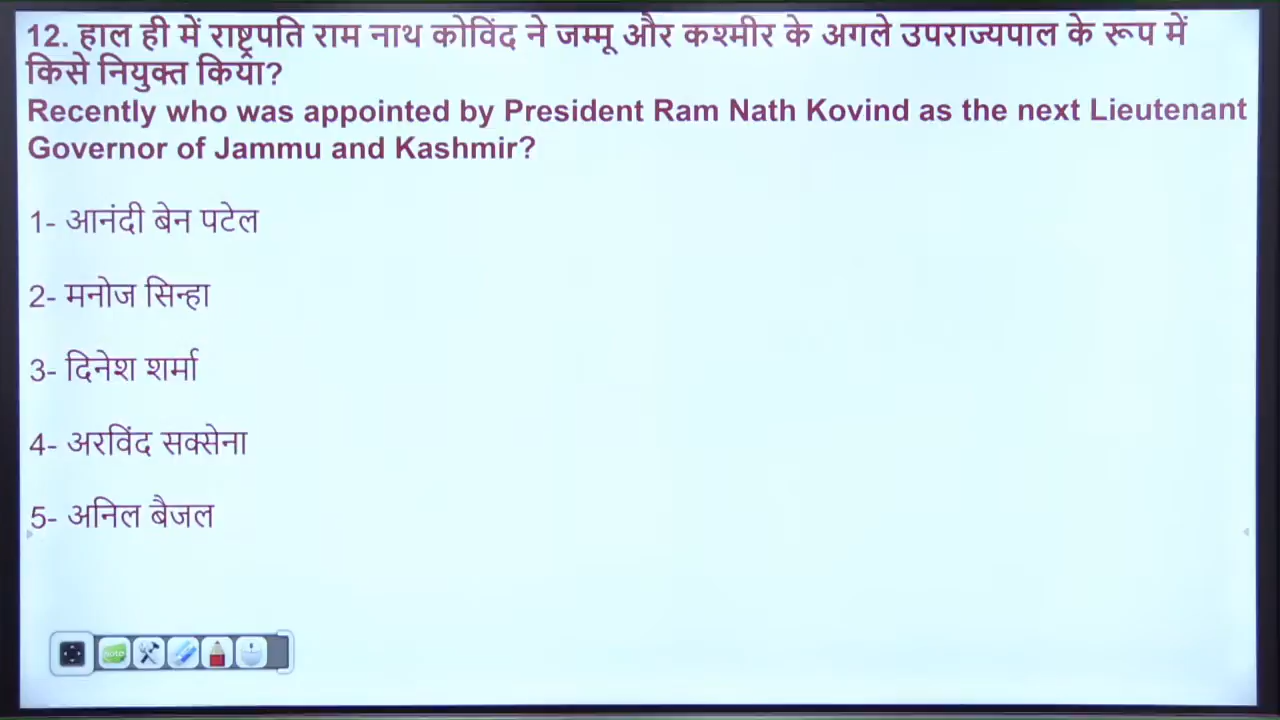 12. हाल ही में राष्ट्रपति राम नाथ कोविंद ने जम्मू और कश्मीर के अगले उपराज्यपाल के रूप में
किसे नियुक्त किया?
Recently who was appointed by President Ram Nath Kovind as the next Lieutenant
Governor of Jammu and Kashmir?
1- आनंदी बेन पटेल
2- मनोज सिन्हा
3- दिनेश शर्मा
4- अरविंद सक्सेना
5- अनिल बैजल